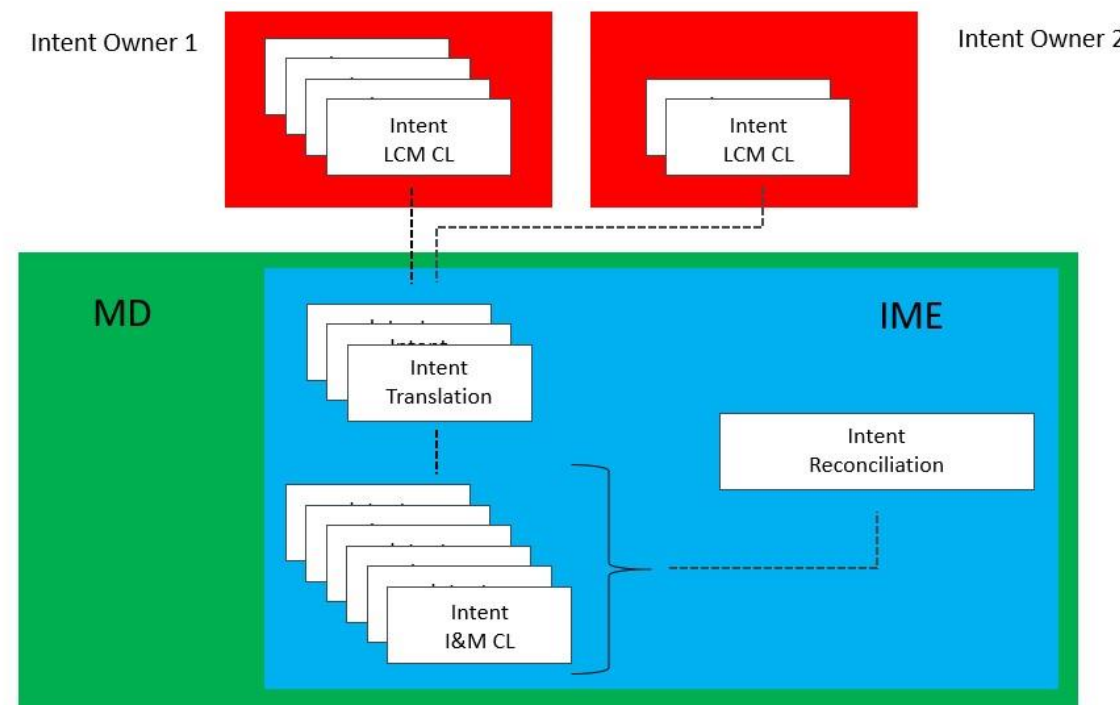 Intent Owner 1
Intent Owner 2
Intent
LCM CL
Intent
LCM CL
MD
IME
Intent
Translation
Intent
Reconciliation
Intent
I&M CL